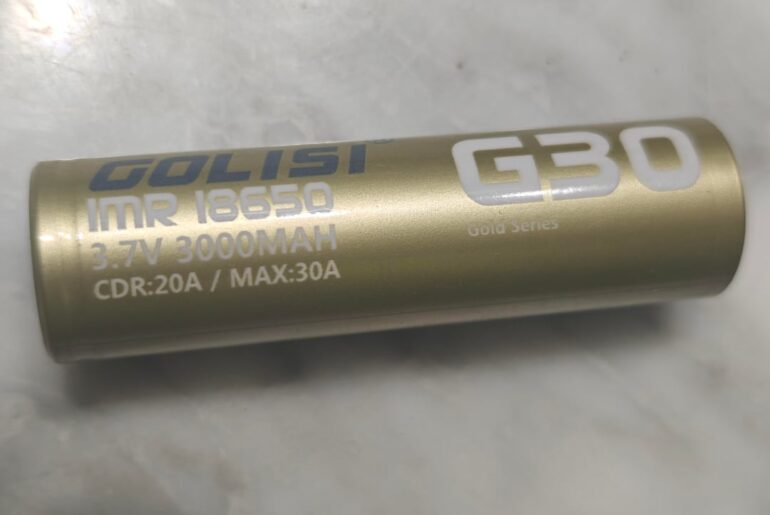 GOLISI
IMR 18650
3.7V 3000MAH
CDR:20A / MAX:30A
G30
Gold Series